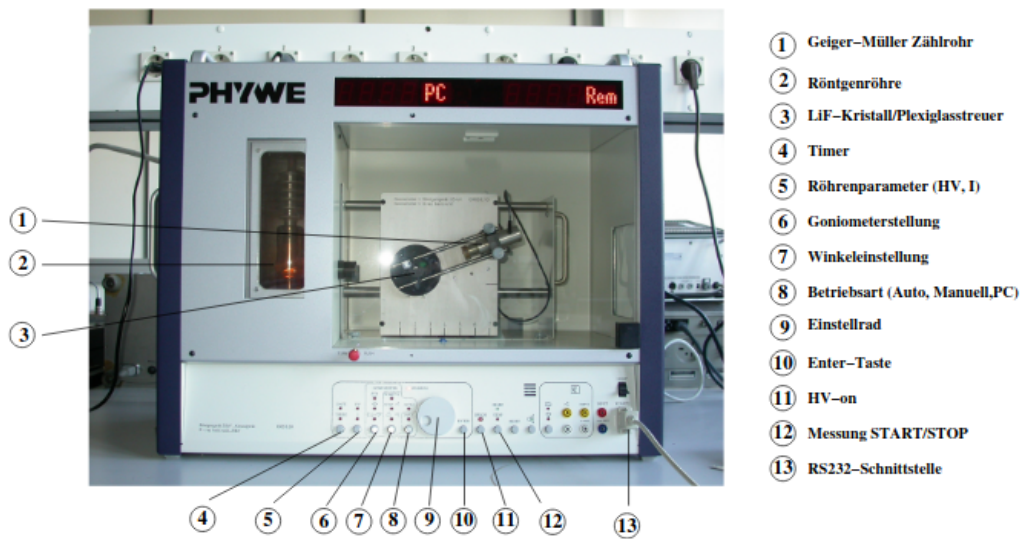 PHYWE
PC
Rem
1 Geiger−Müller Zählrohr
2 Röntgenröhre
3 LiF−Kristall/Plexiglasstreuer
4 Timer
5 Röhrenparameter (HV, I)
6 Goniometerstellung
7 Winkeleinstellung
8 Betriebsart (Auto, Manuell,PC)
9 Einstellrad
10 Enter−Taste
11 HV−on
12 Messung START/STOP
13 RS232−Schnittstelle
1
2
3
4 5 6 7 8 9 10 11 12 13